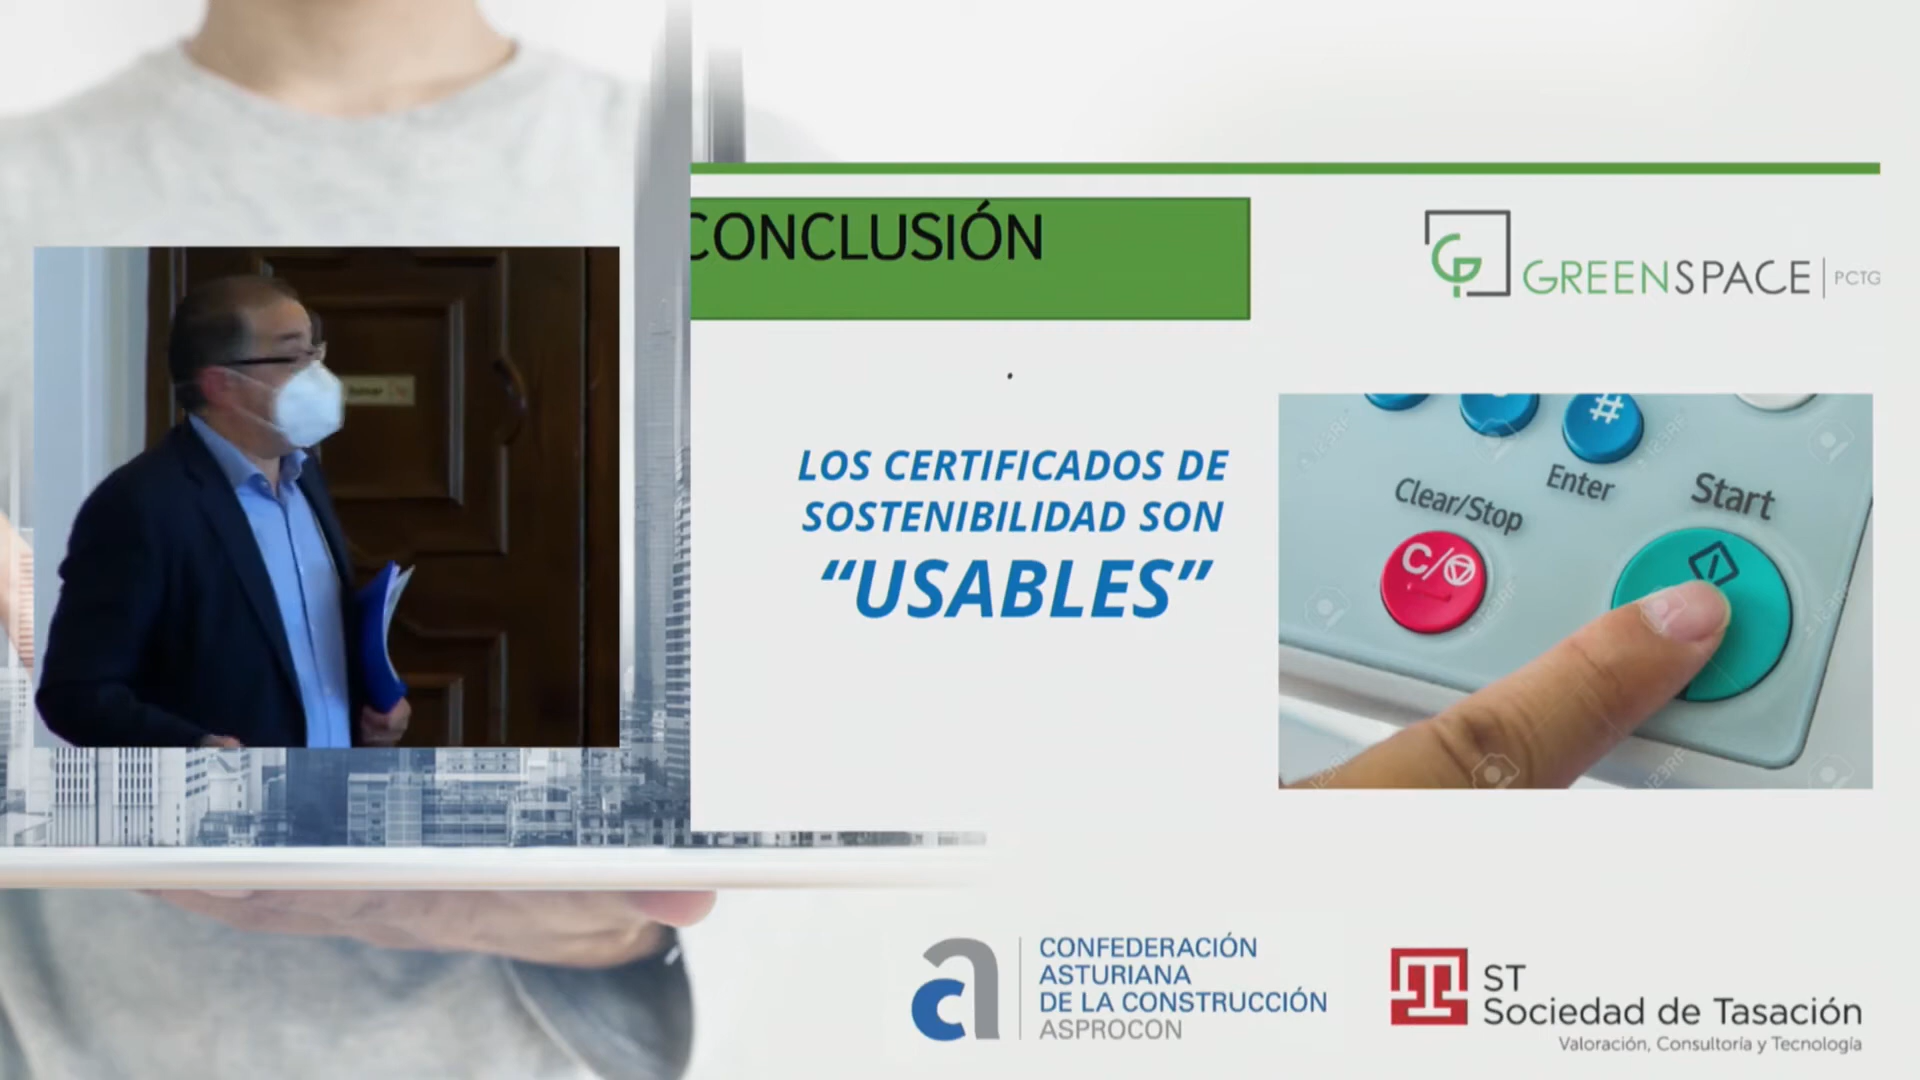 CONCLUSIÓN
GREENSPACE PCTG
LOS CERTIFICADOS DE
SOSTENIBILIDAD SON
“USABLES”
#
Enter
Clear/Stop
Start
C/
CONFEDERACIÓN
ASTURIANA
DE LA CONSTRUCCIÓN
ASPROCON
ST
Sociedad de Tasación
Valoración, Consultoría y Tecnología
123RF